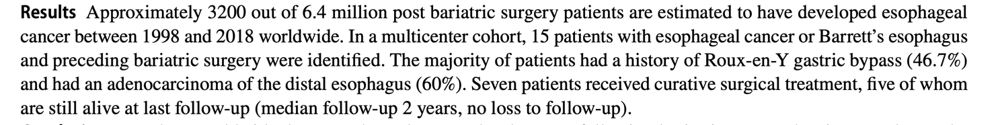 Results Approximately 3200 out of 6.4 million post bariatric surgery patients are estimated to have developed esophageal
cancer between 1998 and 2018 worldwide. In a multicenter cohort, 15 patients with esophageal cancer or Barrett’s esophagus
and preceding bariatric surgery were identified. The majority of patients had a history of Roux-en-Y gastric bypass (46.7%)
and had an adenocarcinoma of the distal esophagus (60%). Seven patients received curative surgical treatment, five of whom
are still alive at last follow-up (median follow-up 2 years, no loss to follow-up).